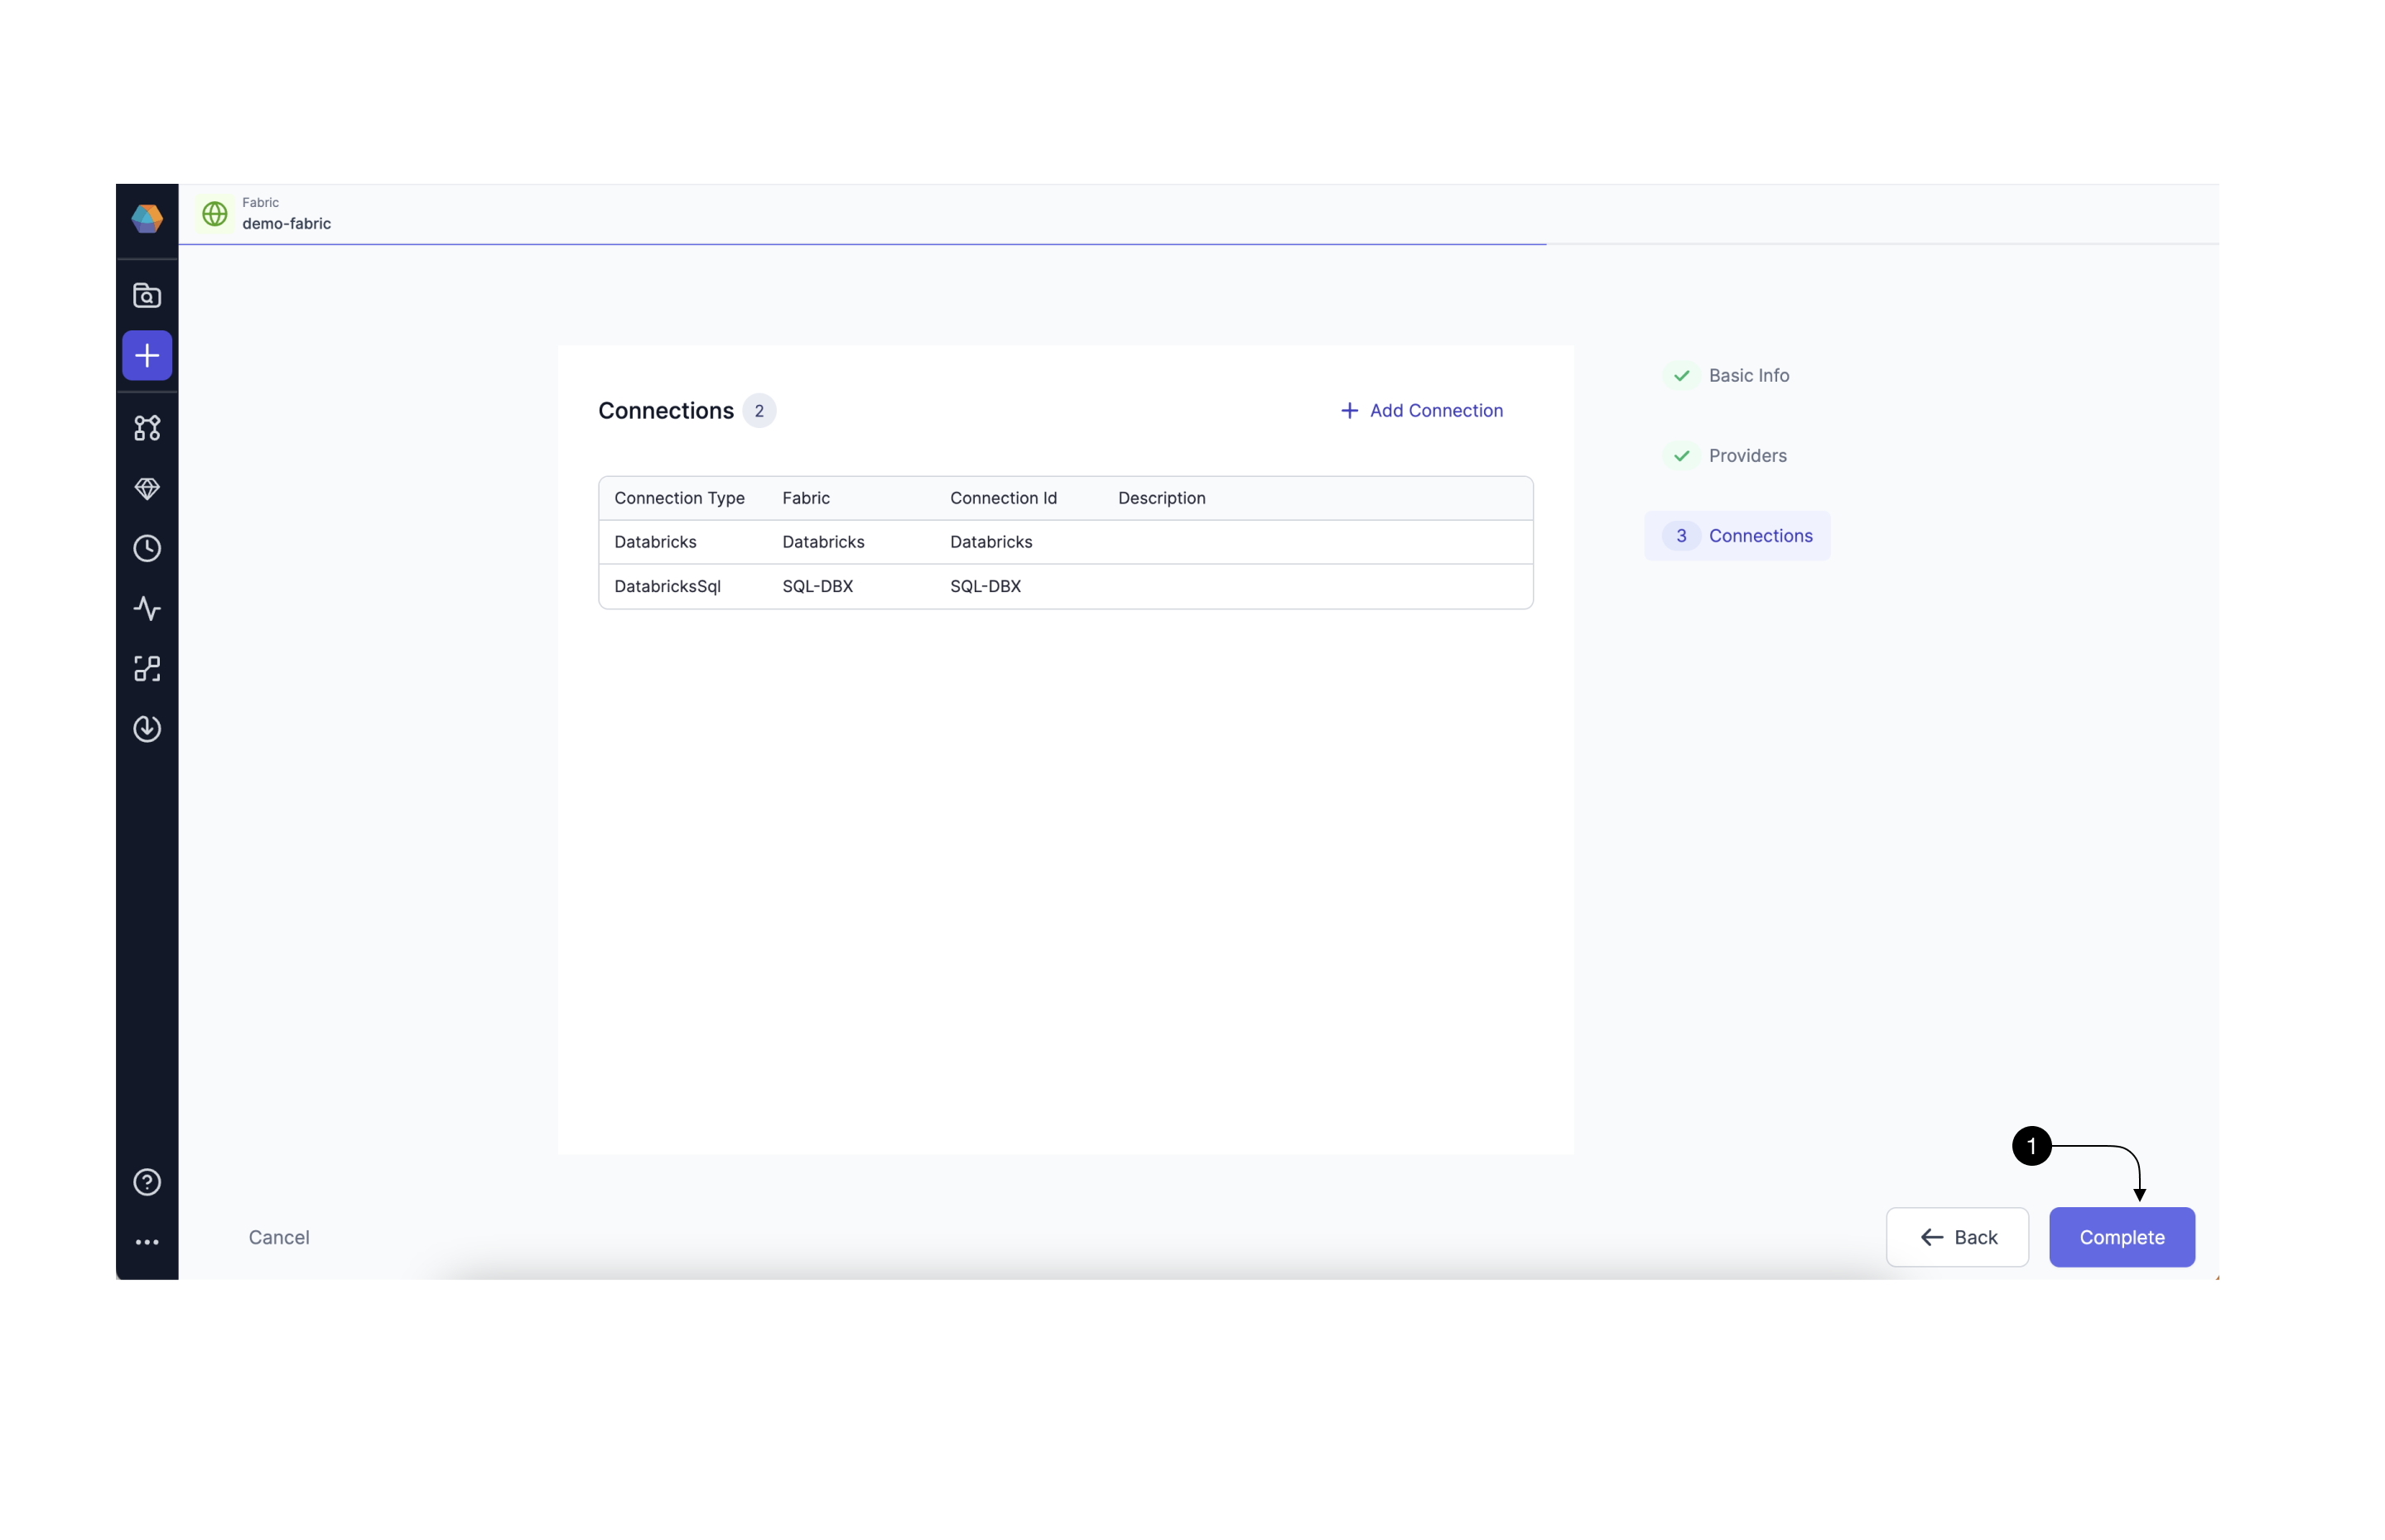 Fabric
demo-fabric
Connections 2
+ Add Connection
Connection Type Fabric Connection Id Description
Databricks Databricks Databricks
DatabricksSql SQL-DBX SQL-DBX
Basic Info
Providers
3 Connections
1
Cancel
← Back
Complete